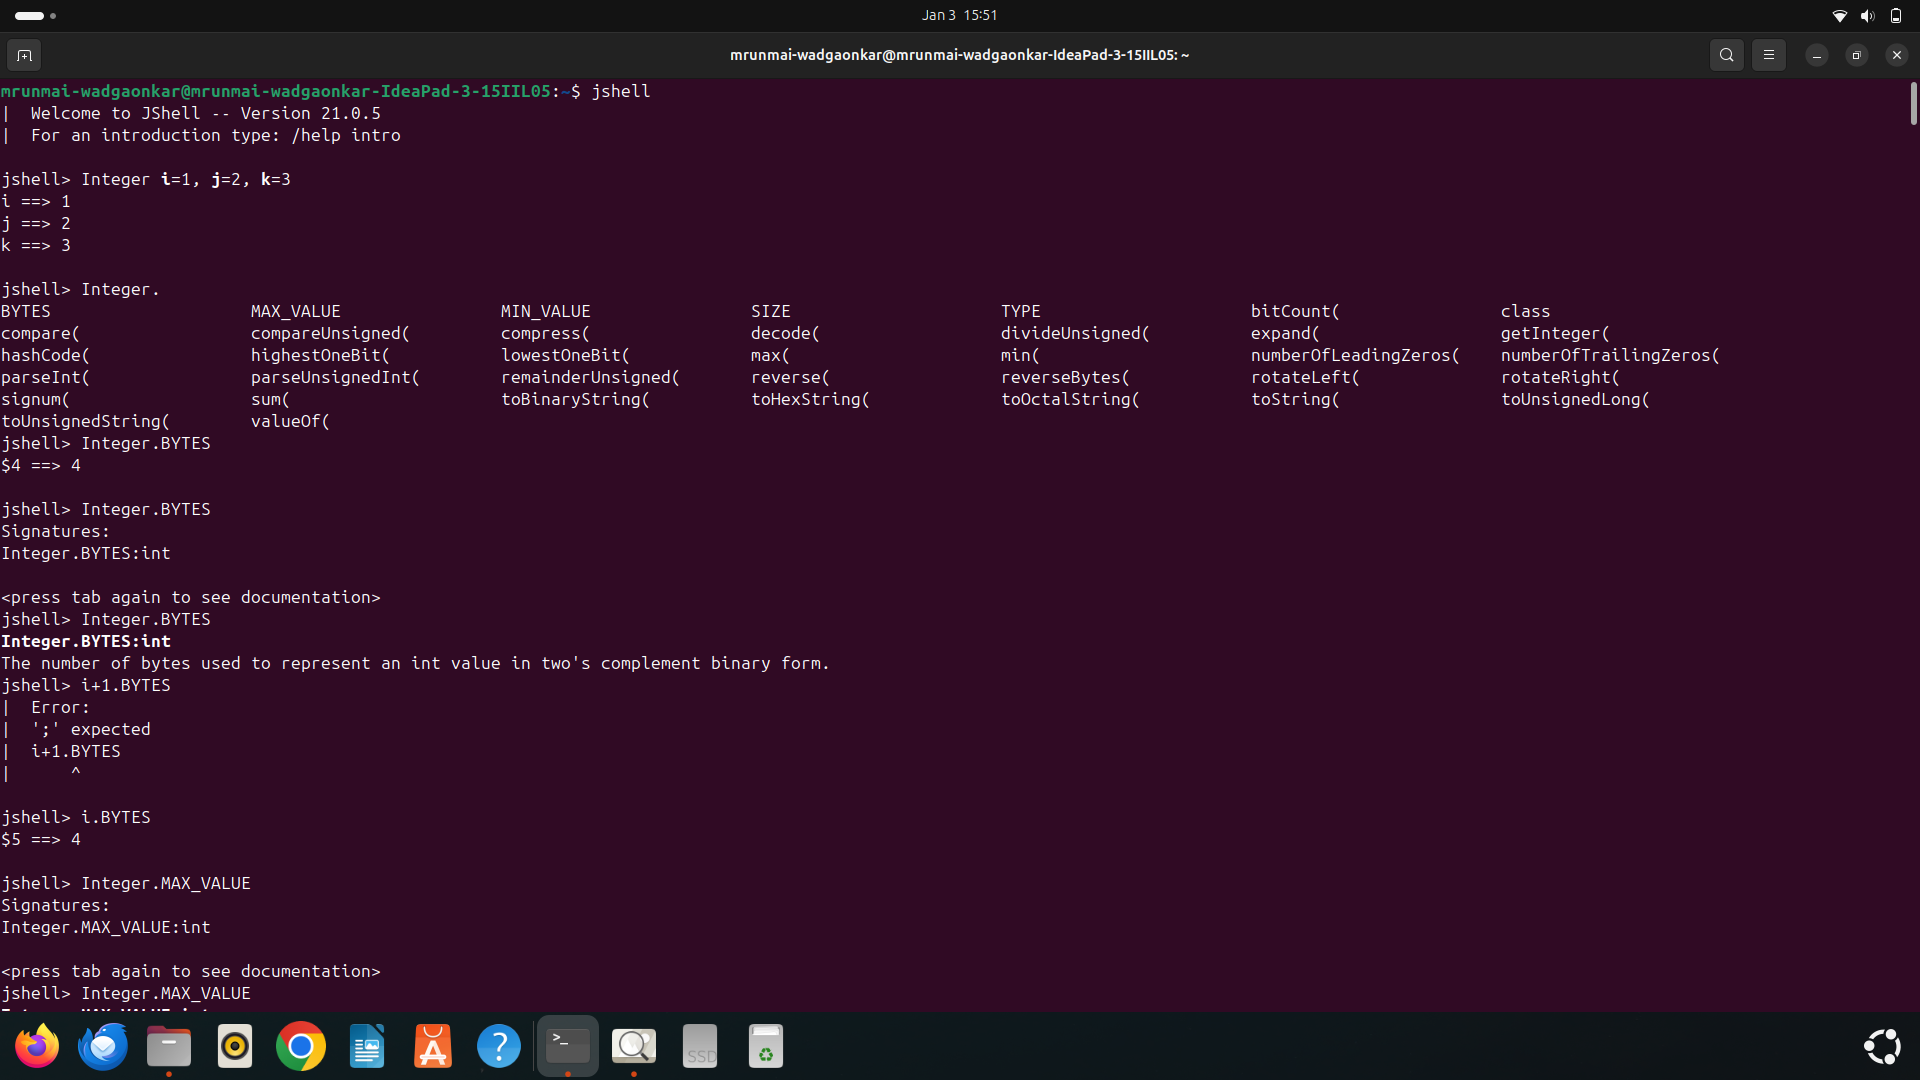 Jan 3 15:51
mrunmai-wadgaonkar@mrunmai-wadgaonkar-IdeaPad-3-15IIL05: ~
mrunmai-wadgaonkar@mrunmai-wadgaonkar-IdeaPad-3-15IIL05:~$ jshell
| Welcome to JShell -- Version 21.0.5
| For an introduction type: /help intro
jshell> Integer i=1, j=2, k=3
i ==> 1
j ==> 2
k ==> 3
jshell> Integer.
BYTES MAX_VALUE MIN_VALUE SIZE TYPE bitCount( class
compare( compareUnsigned( compress( decode( divideUnsigned( expand( getInteger(
hashCode( highestOneBit( lowestOneBit( max( min( numberOfLeadingZeros( numberOfTrailingZeros(
parseInt( parseUnsignedInt( remainderUnsigned( reverse( reverseBytes( rotateLeft( rotateRight(
signum( sum( toBinaryString( toHexString( toOctalString( toString( toUnsignedLong(
toUnsignedString( valueOf(
jshell> Integer.BYTES
$4 ==> 4
jshell> Integer.BYTES
Signatures:
Integer.BYTES:int
<press tab again to see documentation>
jshell> Integer.BYTES
Integer.BYTES:int
The number of bytes used to represent an int value in two's complement binary form.
jshell> i+1.BYTES
| Error:
| ';' expected
| i+1.BYTES
| ^
jshell> i.BYTES
$5 ==> 4
jshell> Integer.MAX_VALUE
Signatures:
Integer.MAX_VALUE:int
<press tab again to see documentation>
jshell> Integer.MAX_VALUE
>_
?
SSD